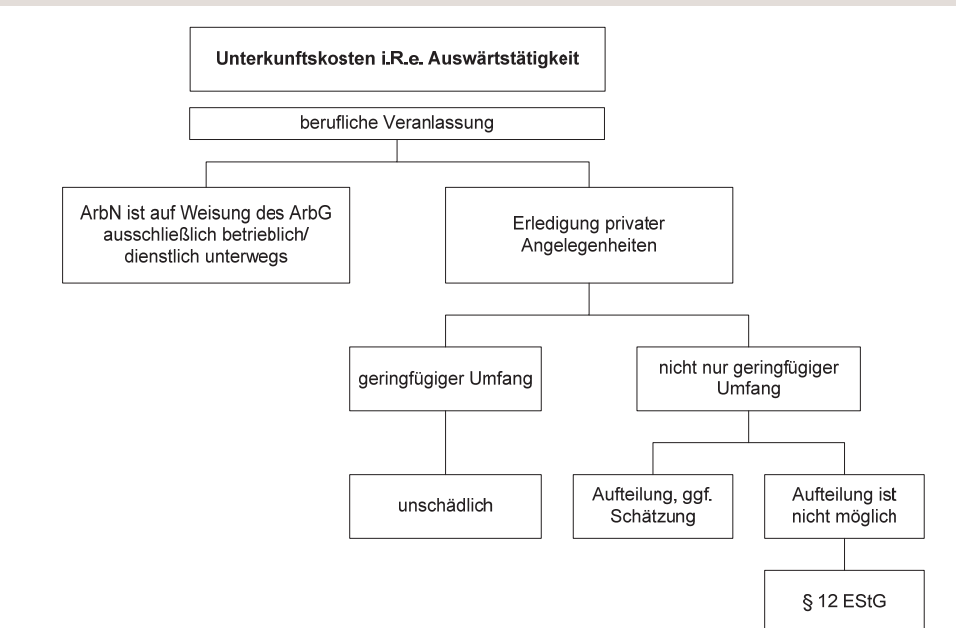 Unterkunftskosten i.R.e. Auswärtstätigkeit
berufliche Veranlassung
ArbN ist auf Weisung des ArbG
ausschließlich betrieblich/
dienstlich unterwegs
Erledigung privater
Angelegenheiten
geringfügiger Umfang
nicht nur geringfügiger
Umfang
unschädlich
Aufteilung, ggf.
Schätzung
Aufteilung ist
nicht möglich
§ 12 EStG